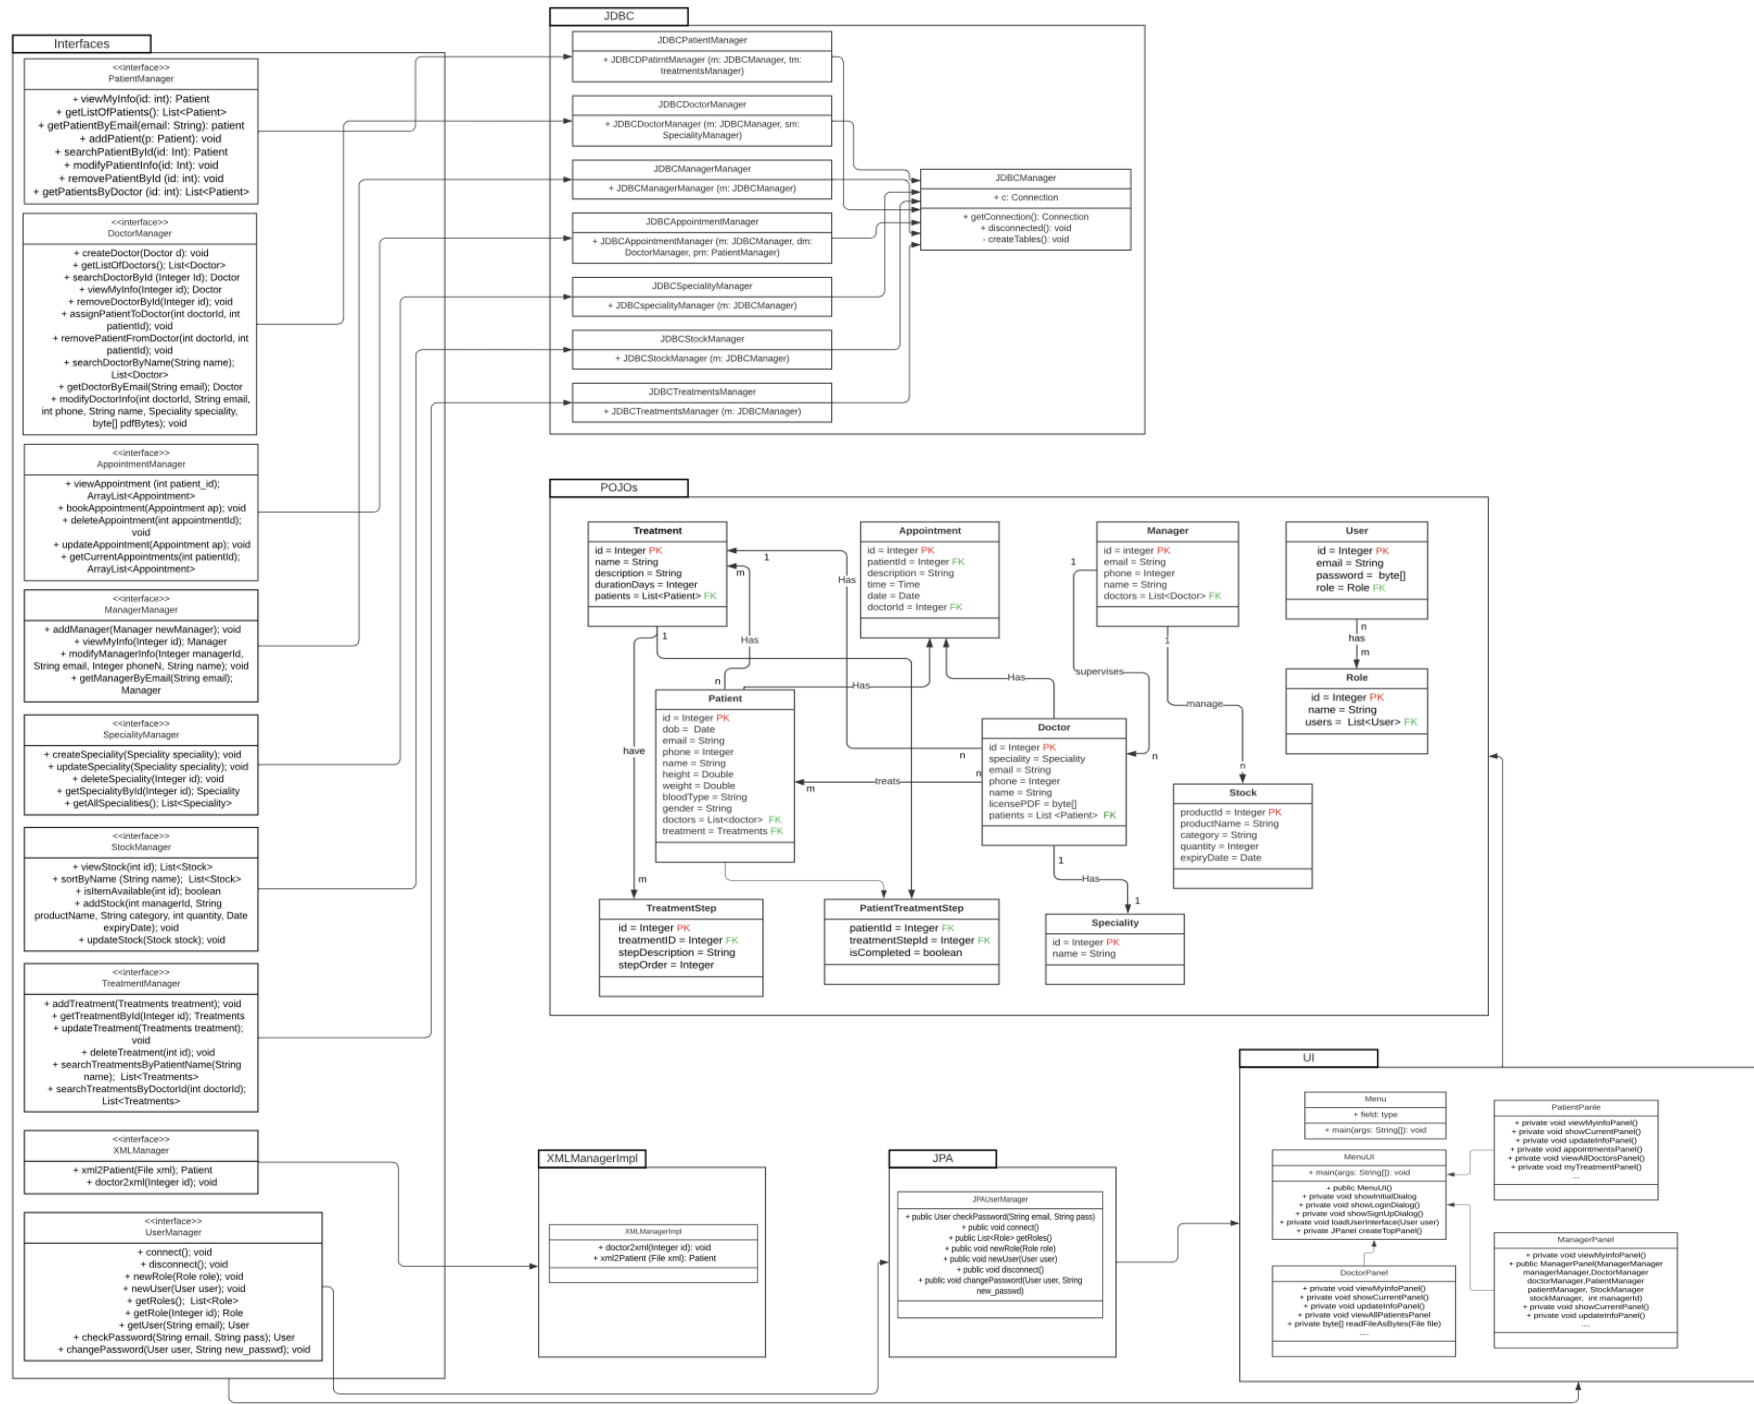 Interfaces
<<interface>>
PatientManager
+ viewMyInfo(id: int): Patient
+ getListOfPatients(): List<Patient>
+ getPatientByEmail(email: String): patient
+ addPatient(p: Patient): void
+ searchPatientById(id: Int): Patient
+ modifyPatientInfo(id: Int): void
+ removePatientById (id: int): void
+ getPatientsByDoctor (id: int): List<Patient>
<<interface>>
DoctorManager
+ createDoctor(Doctor d): void
+ getListOfDoctors(); List<Doctor>
+ searchDoctorById (Integer Id); Doctor
+ viewMyInfo(Integer id); Doctor
+ removeDoctorById(Integer id); void
+ assignPatientToDoctor(int doctorId, int
patientId); void
+ removePatientFromDoctor(int doctorId, int
patientId); void
+ searchDoctorByName(String name);
List<Doctor>
+ getDoctorByEmail(String email); Doctor
+ modifyDoctorInfo(int doctorId, String email,
int phone, String name, Speciality speciality,
byte[] pdfBytes); void
<<interface>>
AppointmentManager
+ viewAppointment (int patient_id);
ArrayList<Appointment>
+ bookAppointment(Appointment ap); void
+ deleteAppointment(int appointmentId);
void
+ updateAppointment(Appointment ap); void
+ getCurrentAppointments(int patientId);
ArrayList<Appointment>
<<interface>>
ManagerManager
+ addManager(Manager newManager); void
+ viewMyInfo(Integer id); Manager
+ modifyManagerInfo(Integer managerId,
String email, Integer phoneN, String name); void
+ getManagerByEmail(String email);
Manager
<<interface>>
SpecialityManager
+ createSpeciality(Speciality speciality); void
+ updateSpeciality(Speciality speciality); void
+ deleteSpeciality(Integer id); void
+ getSpecialityById(Integer id); Speciality
+ getAllSpecialities(); List<Speciality>
<<interface>>
StockManager
+ viewStock(int id); List<Stock>
+ sortByName (String name); List<Stock>
+ isItemAvailable(int id); boolean
+ addStock(int managerId, String
productName, String category, int quantity, Date
expiryDate); void
+ updateStock(Stock stock); void
<<interface>>
TreatmentManager
+ addTreatment(Treatments treatment); void
+ getTreatmentById(Integer id); Treatments
+ updateTreatment(Treatments treatment);
void
+ deleteTreatment(int id); void
+ searchTreatmentsByPatientName(String
name); List<Treatments>
+ searchTreatmentsByDoctorId(int doctorId);
List<Treatments>
<<interface>>
XMLManager
+ xml2Patient(File xml); Patient
+ doctor2xml(Integer id); void
<<interface>>
UserManager
+ connect(); void
+ disconnect(); void
+ newRole(Role role); void
+ newUser(User user); void
+ getRoles(); List<Role>
+ getRole(Integer id); Role
+ getUser(String email); User
+ checkPassword(String email, String pass); User
+ changePassword(User user, String new_passwd); void
JDBC
JDBCPatientManager
+ JDBCDPatimtManager (m: JDBCManager, tm:
treatmentsManager)
JDBCDoctorManager
+ JDBCDoctorManager (m: JDBCManager, sm:
SpecialityManager)
JDBCManagerManager
+ JDBCManagerManager (m: JDBCManager)
JDBCAppointmentManager
+ JDBCAppointmentManager (m: JDBCManager, dm:
DoctorManager, pm: PatientManager)
JDBCSpecialityManager
+ JDBCspecialityManager (m: JDBCManager)
JDBCStockManager
+ JDBCStockManager (m: JDBCManager)
JDBCTreatmentsManager
+ JDBCTreatmentsManager (m: JDBCManager)
JDBCManager
+ c: Connection
+ getConnection(): Connection
+ disconnected(): void
- createTables(): void
POJOs
Treatment
id = Integer PK
name = String
description = String
durationDays = Integer
patients = List<Patient> FK
Appointment
id = Integer PK
patientId = Integer FK
description = String
time = Time
date = Date
doctorId = Integer FK
Manager
id = integer PK
email = String
phone = Integer
name = String
doctors = List<Doctor> FK
User
id = Integer PK
email = String
password = byte[]
role = Role FK
1
m
Has
1
1
Has
n
Has
Has
1
supervises
1
manage
n
n
has
m
Role
id = Integer PK
name = String
users = List<User> FK
Patient
id = Integer PK
dob = Date
email = String
phone = Integer
name = String
height = Double
weight = Double
bloodType = String
gender = String
doctors = List<doctor> FK
treatment = Treatments FK
have
m
treats
m
n
n
n
Doctor
id = Integer PK
speciality = Speciality
email = String
phone = Integer
name = String
licensePDF = byte[]
patients = List <Patient> FK
Stock
productId = Integer PK
productName = String
category = String
quantity = Integer
expiryDate = Date
1
Has
1
TreatmentStep
id = Integer PK
treatmentID = Integer FK
stepDescription = String
stepOrder = Integer
PatientTreatmentStep
patientId = Integer FK
treatmentStepId = Integer FK
isCompleted = boolean
Speciality
id = Integer PK
name = String
XMLManagerImpl
XMLManagerImpl
+ doctor2xml(Integer id): void
+ xml2Patient (File xml): Patient
JPA
JPAUserManager
+ public User checkPassword(String email, String pass)
+ public void connect()
+ public List<Role> getRoles()
+ public void newRole(Role role)
+ public void newUser(User user)
+ public void disconnect()
+ public void changePassword(User user, String
new_passwd)
UI
Menu
+ field: type
+ main(args: String[]): void
MenuUI
+ main(args: String[]): void
+ public MenuUI()
+ private void showInitialDialog
+ private void showLoginDialog()
+ private void showSignUpDialog()
+ private void loadUserInterface(User user)
+ private JPanel createTopPanel()
DoctorPanel
+ private void viewMyinfoPanel()
+ private void showCurrentPanel()
+ private void updateInfoPanel()
+ private void viewAllPatientsPanel
+ private byte[] readFileAsBytes(File file)
....
PatientPanle
+ private void viewMyinfoPanel()
+ private void showCurrentPanel()
+ private void updateInfoPanel()
+ private void appointmentsPanel()
+ private void viewAllDoctorsPanel()
+ private void myTreatmentPanel()
...
ManagerPanel
+ private void viewMyinfoPanel()
+ public ManagerPanel(ManagerManager
managerManager,DoctorManager
doctorManager,PatientManager
patientManager, StockManager
stockManager, int managerId)
+ private void showCurrentPanel()
+ private void updateInfoPanel()
....